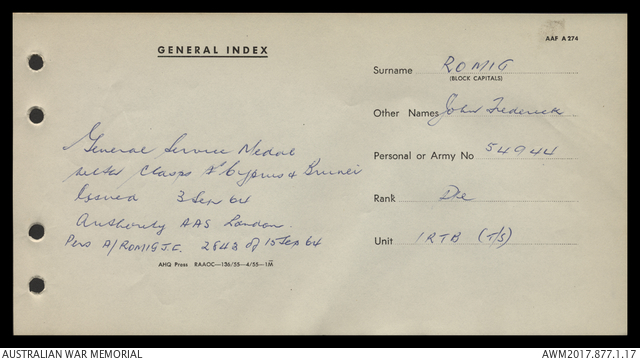 AAF A274
GENERAL INDEX
Surname ROMIG
(BLOCK CAPITALS)
Other Names John Frederick
Personal or Army No 54944
Rank Pte
Unit 1RTB (T/S)
General Service Medal
with Clasps & Cyprus & Brunei
Issued 3 Sep 64
Authority AAS London.
Pers A/ROMIG J.C. 2843 of 15 Sep 64
AHQ Press RAAOC—136/55—4/55—1M
AUSTRALIAN WAR MEMORIAL
AWM2017.877.1.17